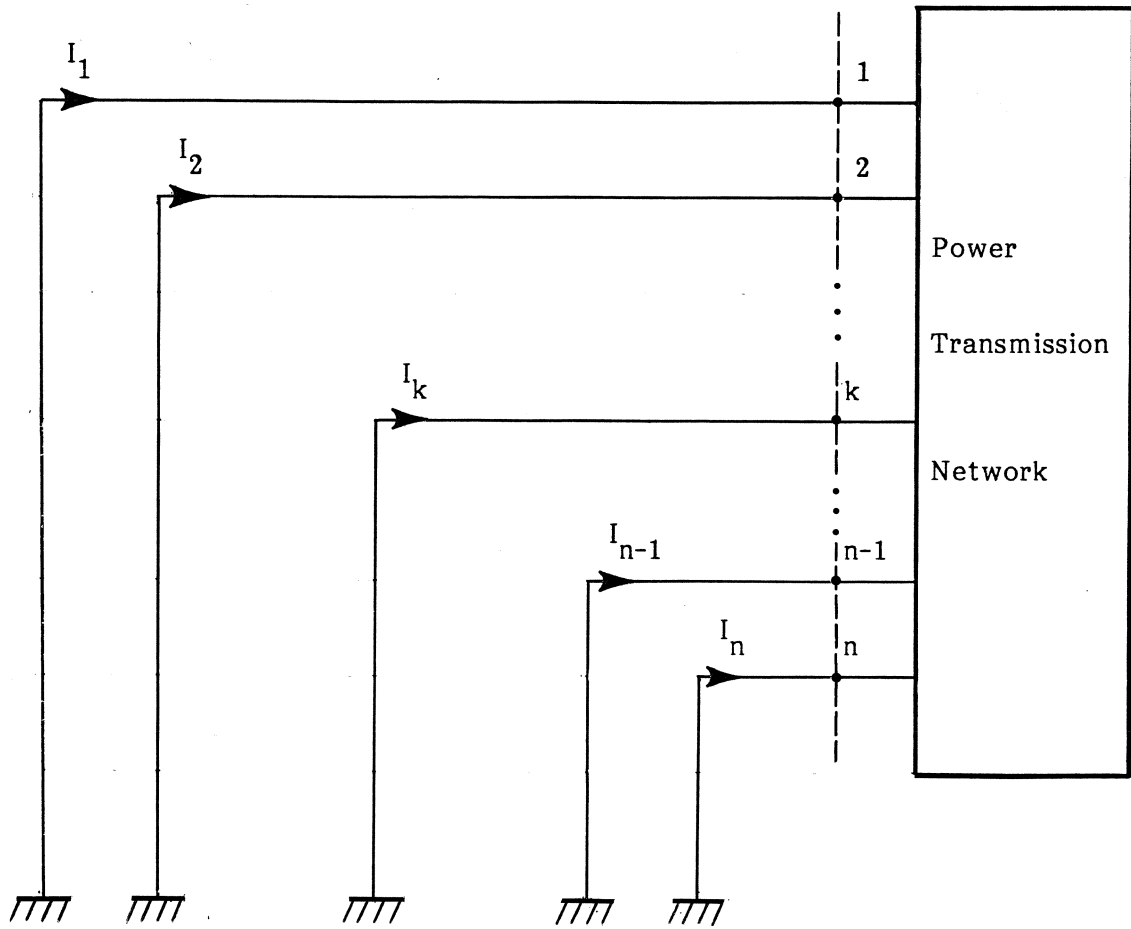 I1
1
I2
2
Power
Transmission
Ik
k
Network
In-1
n-1
In
n